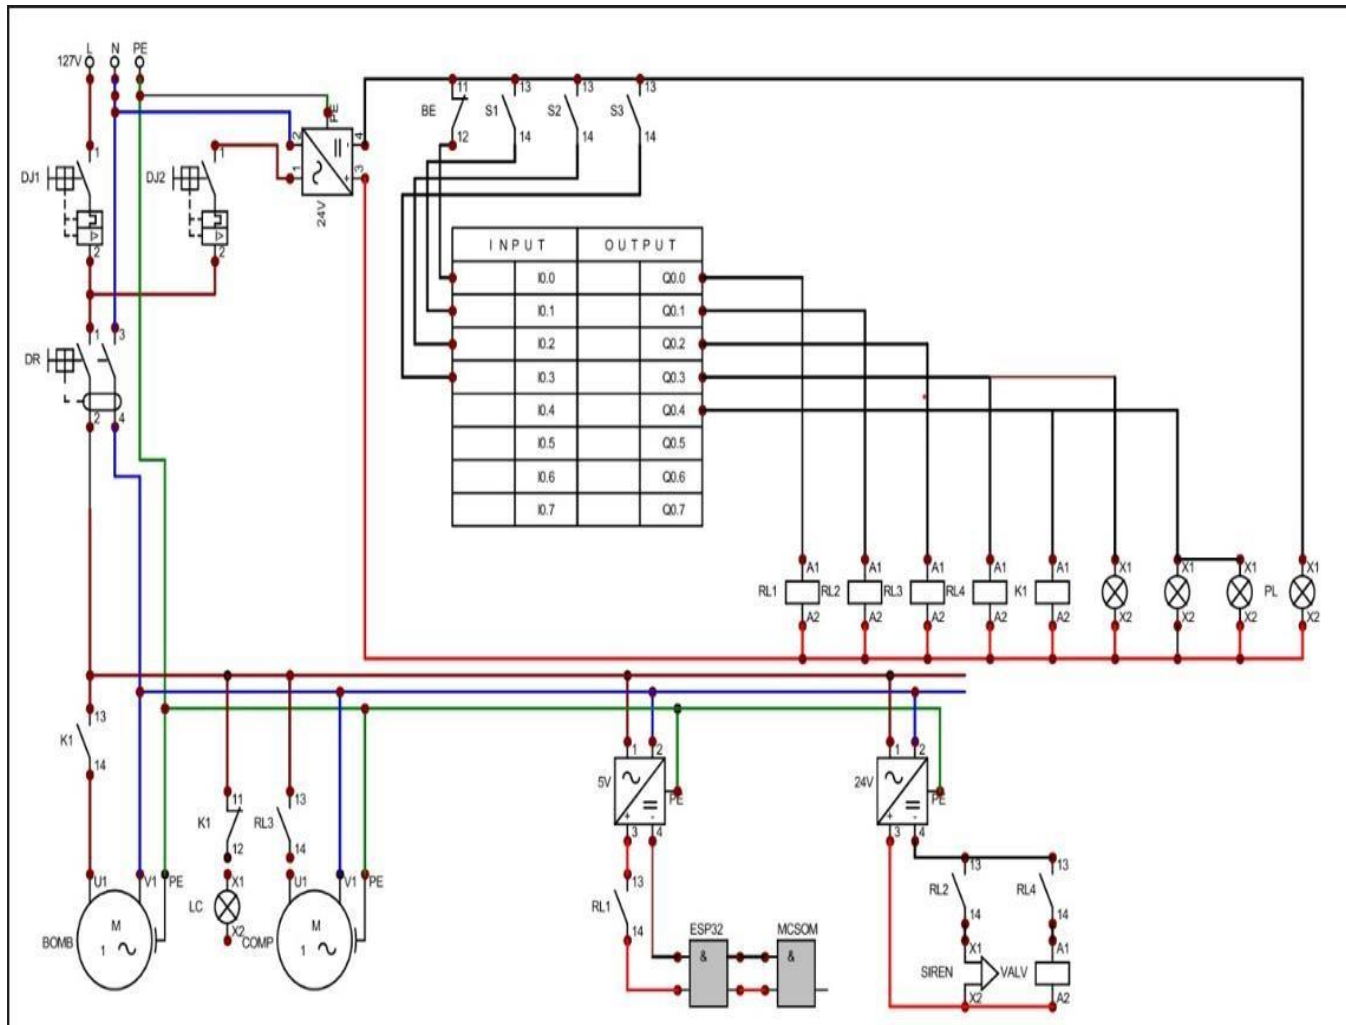 L N PE
127V
DJ1
1
2
DJ2
1
2
PE
2
4
-
1
3
+
24V
BE
11
12
S1
13
14
S2
13
14
S3
13
14
INPUT OUTPUT
I0.0 Q0.0
I0.1 Q0.1
I0.2 Q0.2
I0.3 Q0.3
I0.4 Q0.4
I0.5 Q0.5
I0.6 Q0.6
I0.7 Q0.7
DR
1 3
2 4
A1 A1 A1 A1 A1 X1 X1 X1 X1
RL1 RL2 RL3 RL4 K1 PL
A2 A2 A2 A2 A2 X2 X2 X2 X2
K1
13
14
K1
11
12
RL3
13
14
U1 V1 PE
M
1
BOMB
X1
LC
X2
U1 V1 PE
M
1
COMP
1 2
5V
PE
+ -
3 4
RL1
13
14
ESP32
&
MCSOM
&
1 2
24V
PE
+ -
3 4
RL2
13
14
RL4
13
14
X1
SIREN
X2
A1
VALV
A2